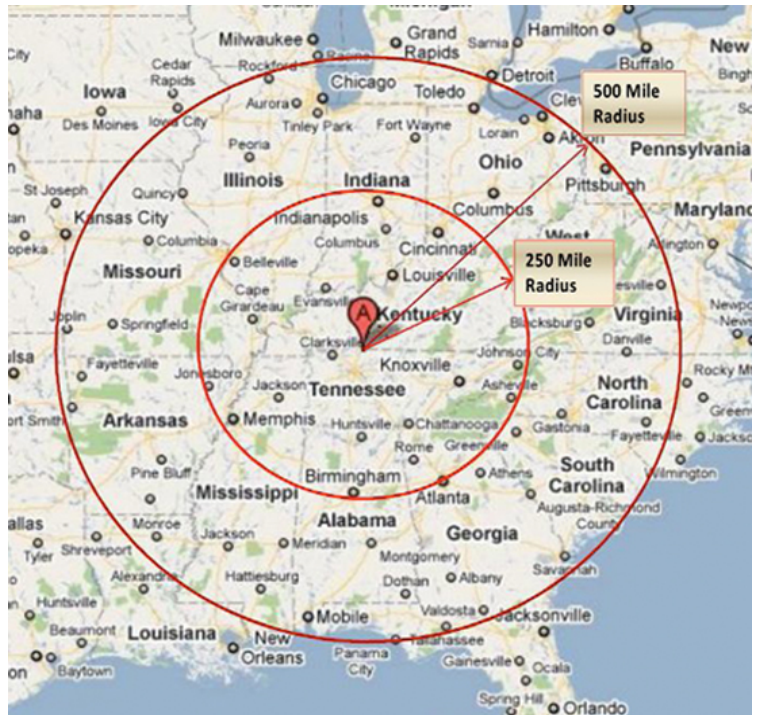 Milwaukee
Grand
Rapids
Sarnia
Hamilton
Buffalo
New
Cedar
Rapids
Rockford
Racine
Chicago
Detroit
Iowa
Aurora
Toledo
500 Mile
Radius
Des Moines
Iowa City
Tinley Park
Fort Wayne
Lorain
Akron
Peoria
Ohio
Pennsylvania
Illinois
Indiana
Pittsburgh
St Joseph
Quincy
Columbus
Maryland
Kansas City
Indianapolis
West
Columbia
Columbus
Cincinnati
Arlington
250 Mile
Radius
Belleville
Louisville
Missouri
Cape
Girardeau
Evansville
A
Kentucky
Virginia
Joplin
Springfield
Clarksville
Blacksburg
Danville
Fayetteville
Jonesboro
Knoxville
Johnson City
Jackson
Tennessee
Asheville
North
Carolina
Rocky Mt
Fort Smith
Arkansas
Memphis
Huntsville
Chattanooga
Gastonia
Fayetteville
Rome
Greenville
Wilmington
Pine Bluff
Birmingham
Athens
South
Carolina
Mississippi
Atlanta
Augusta-Richmond
County
Alabama
Georgia
Monroe
Jackson
Meridian
Tyler
Shreveport
Montgomery
Savannah
Alexandria
Hattiesburg
Dothan
Albany
Huntsville
Valdosta
Jacksonville
Beaumont
Mobile
Louisiana
New
Orleans
Panama
City
Tallahassee
Gainesville
Ocala
Baytown
Spring Hill
Orlando